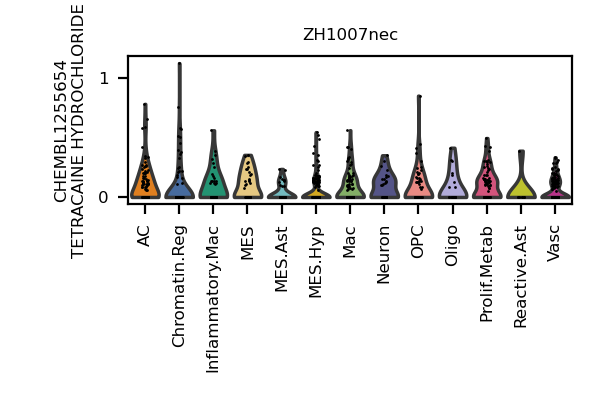 ZH1007nec
CHEMBL1255654
TETRACAINE HYDROCHLORIDE
1
0
AC
Chromatin.Reg
Inflammatory.Mac
MES
MES.Ast
MES.Hyp
Mac
Neuron
OPC
Oligo
Prolif.Metab
Reactive.Ast
Vasc